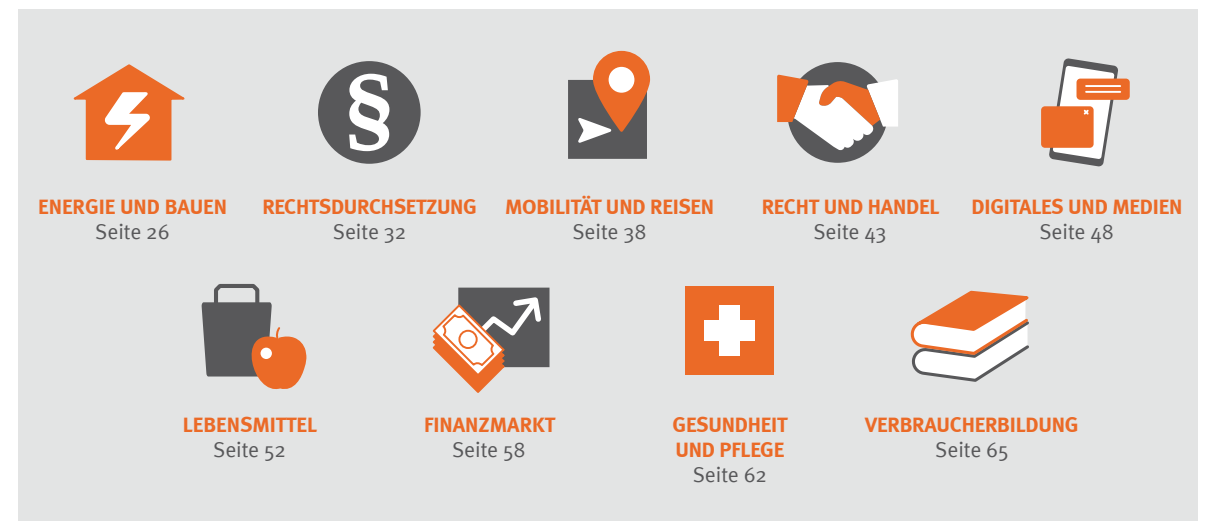 §
ENERGIE UND BAUEN
Seite 26
RECHTSDURCHSETZUNG
Seite 32
MOBILITÄT UND REISEN
Seite 38
RECHT UND HANDEL
Seite 43
DIGITALES UND MEDIEN
Seite 48
LEBENSMITTEL
Seite 52
FINANZMARKT
Seite 58
GESUNDHEIT
UND PFLEGE
Seite 62
VERBRAUCHERBILDUNG
Seite 65